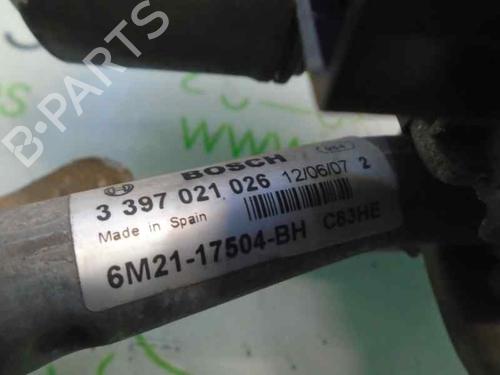 B-PARTS
BOSCH
3 397 021 026 12/06/07 2
Made in Spain
6M21-17504-BH C83HE